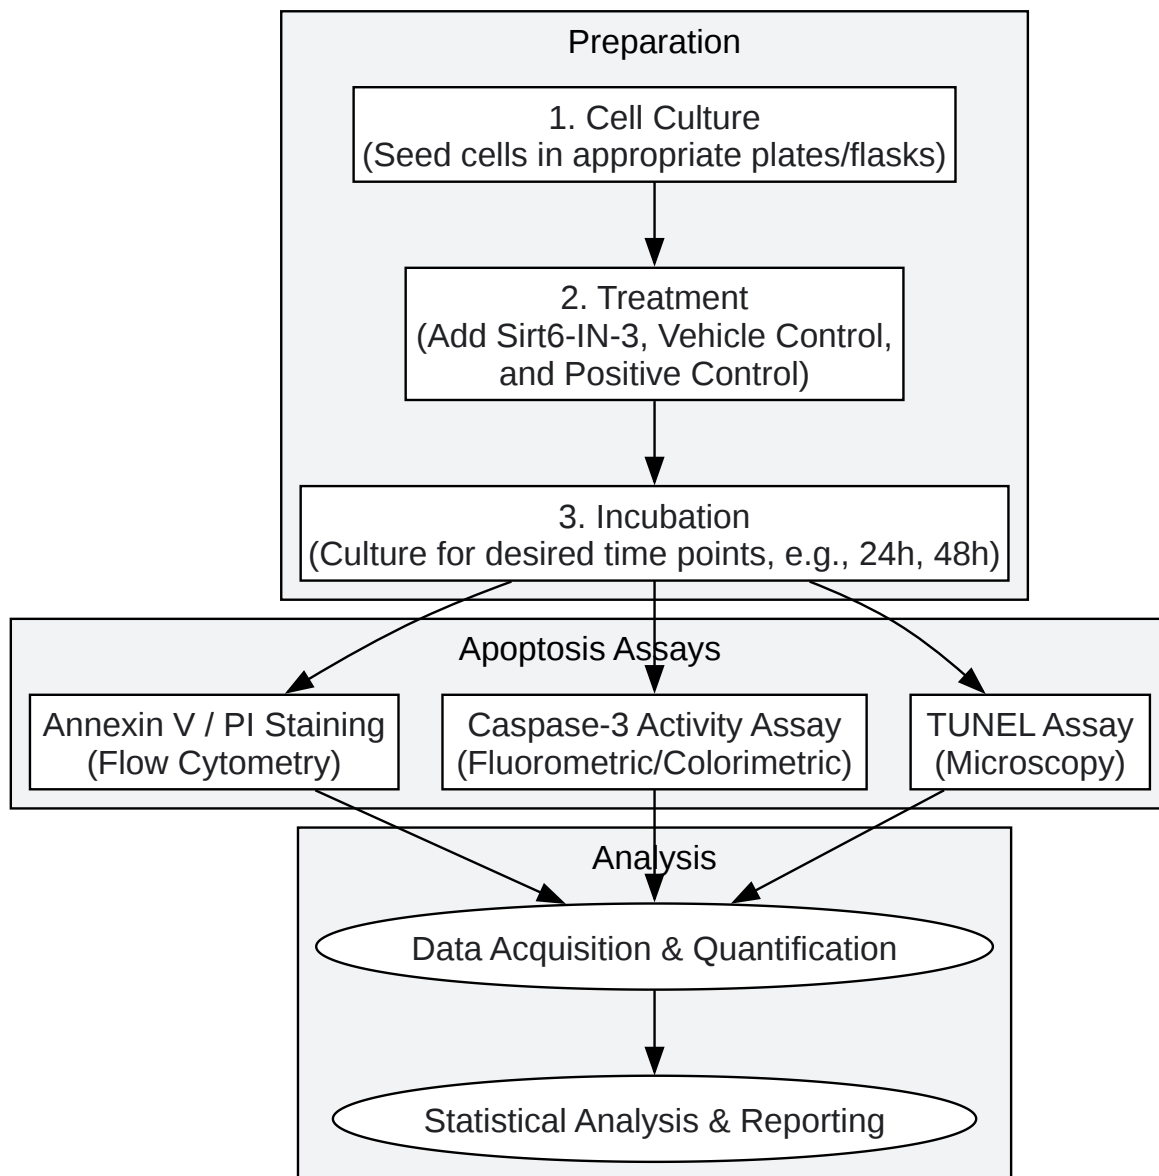 Preparation
1. Cell Culture
(Seed cells in appropriate plates/flasks)
2. Treatment
(Add Sirt6-IN-3, Vehicle Control,
and Positive Control)
3. Incubation
(Culture for desired time points, e.g., 24h, 48h)
Apoptosis Assays
Annexin V / PI Staining
(Flow Cytometry)
Caspase-3 Activity Assay
(Fluorometric/Colorimetric)
TUNEL Assay
(Microscopy)
Analysis
Data Acquisition & Quantification
Statistical Analysis & Reporting